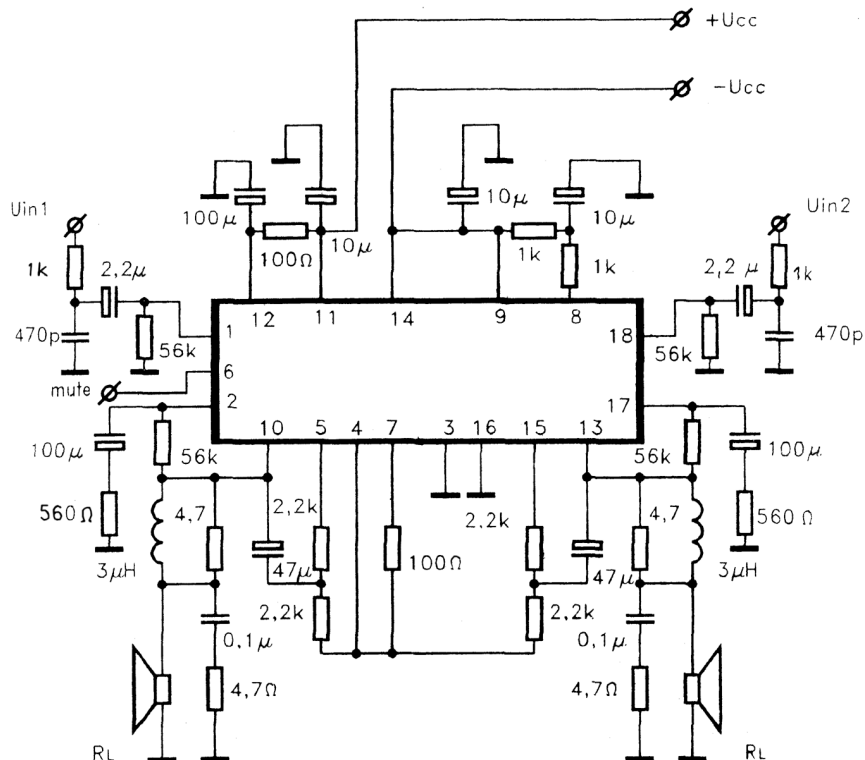 +Ucc
-Ucc
Uin1
100μ
10μ
10μ
10μ
Uin2
1k
2,2μ
100Ω
1k
1k
2,2 μ
1k
470p
56k
12
11
14
9
8
1
18
56k
470p
mute
6
2
17
100μ
56k
10
5
4
7
3
16
15
13
56k
100μ
560Ω
4,7
2,2k
2,2k
4,7
560Ω
3μH
47μ
100Ω
47μ
3μH
2,2k
2,2k
0,1μ
0,1μ
4,7Ω
4,7Ω
RL
RL